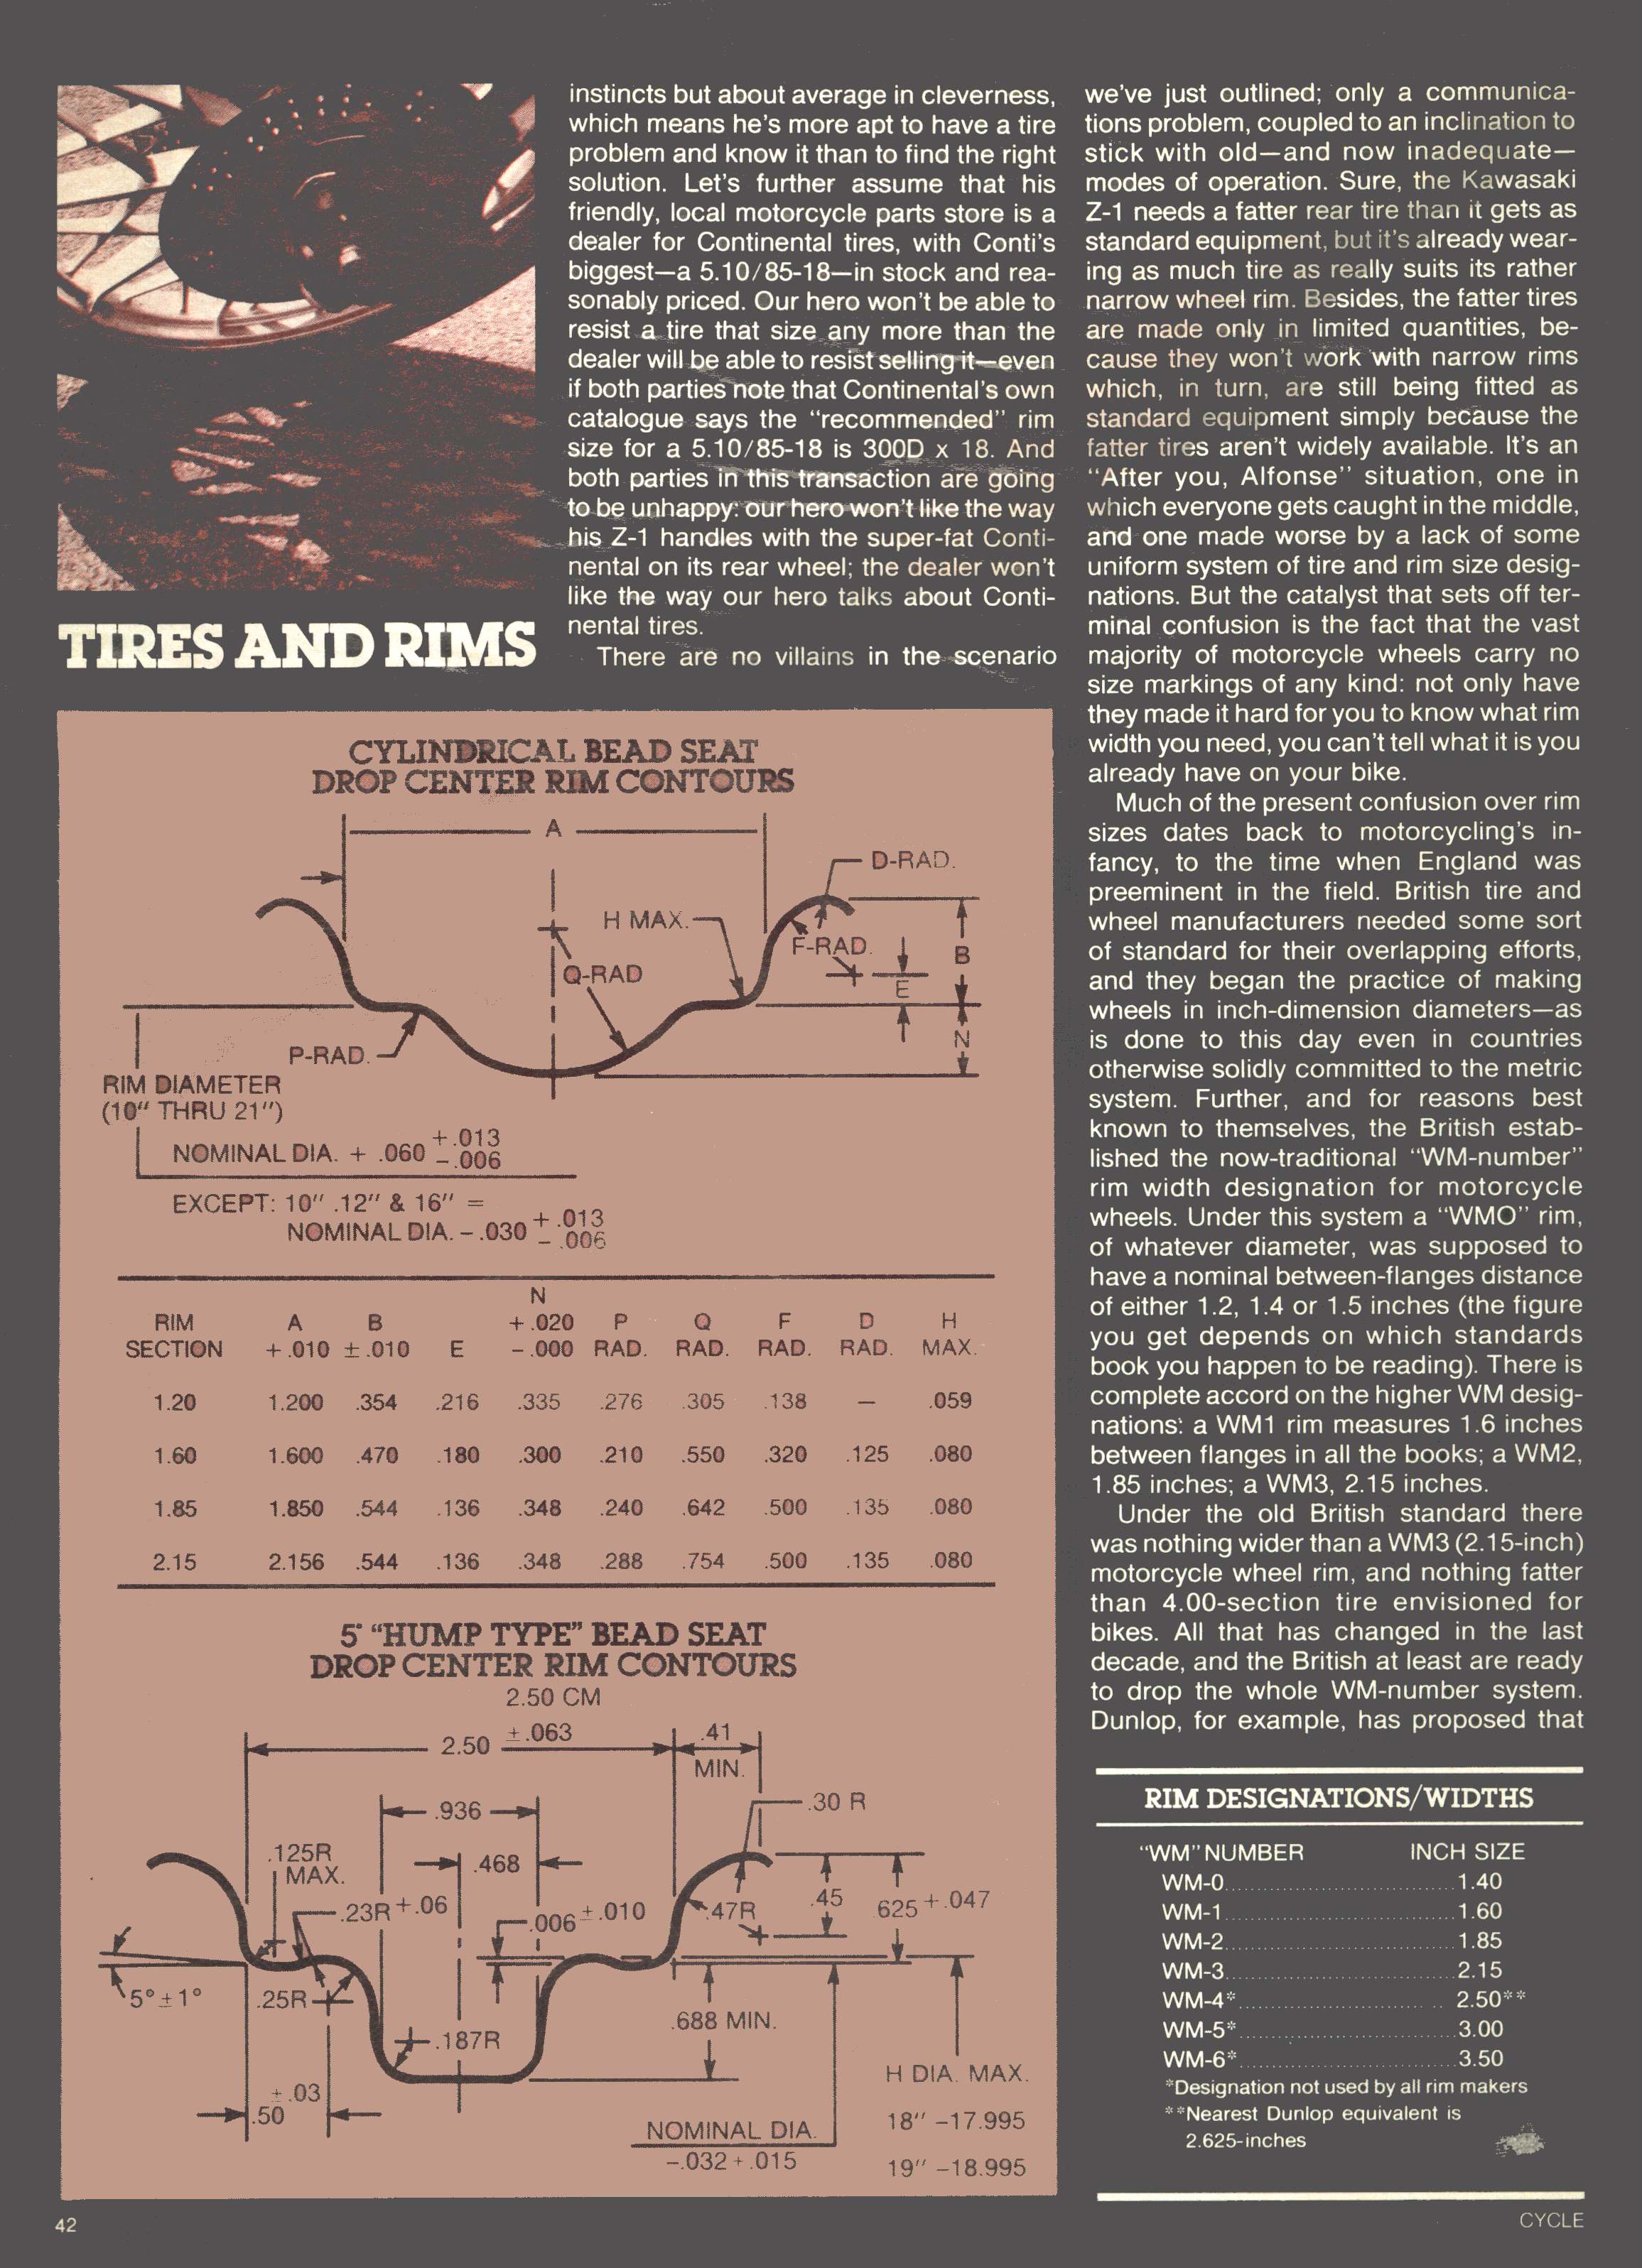 instincts but about average in cleverness,
which means he's more apt to have a tire
problem and know it than to find the right
solution. Let's further assume that his
friendly, local motorcycle parts store is a
dealer for Continental tires, with Conti's
biggest—a 5.10/85-18—in stock and rea-
sonably priced. Our hero won't be able to
resist a tire that size any more than the
dealer will be able to resist selling it—even
if both parties note that Continental's own
catalogue says the "recommended" rim
size for a 5.10/85-18 is 300D x 18. And
both parties in this transaction are going
to be unhappy: our hero won't like the way
his Z-1 handles with the super-fat Conti-
nental on its rear wheel; the dealer won't
like the way our hero talks about Conti-
nental tires.
There are no villains in the scenario
we've just outlined; only a communica-
tions problem, coupled to an inclination to
stick with old—and now inadequate—
modes of operation. Sure, the Kawasaki
Z-1 needs a fatter rear tire than it gets as
standard equipment, but it's already wear-
ing as much tire as really suits its rather
narrow wheel rim. Besides, the fatter tires
are made only in limited quantities, be-
cause they won't work with narrow rims
which, in turn, are still being fitted as
standard equipment simply because the
fatter tires aren't widely available. It's an
"After you, Alfonse" situation, one in
which everyone gets caught in the middle,
and one made worse by a lack of some
uniform system of tire and rim size desig-
nations. But the catalyst that sets off ter-
minal confusion is the fact that the vast
majority of motorcycle wheels carry no
size markings of any kind: not only have
they made it hard for you to know what rim
width you need, you can't tell what it is you
already have on your bike.
Much of the present confusion over rim
sizes dates back to motorcycling's in-
fancy, to the time when England was
preeminent in the field. British tire and
wheel manufacturers needed some sort
of standard for their overlapping efforts,
and they began the practice of making
wheels in inch-dimension diameters—as
is done to this day even in countries
otherwise solidly committed to the metric
system. Further, and for reasons best
known to themselves, the British estab-
lished the now-traditional "WM-number"
rim width designation for motorcycle
wheels. Under this system a "WMO" rim,
of whatever diameter, was supposed to
have a nominal between-flanges distance
of either 1.2, 1.4 or 1.5 inches (the figure
you get depends on which standards
book you happen to be reading). There is
complete accord on the higher WM desig-
nations: a WM1 rim measures 1.6 inches
between flanges in all the books; a WM2,
1.85 inches; a WM3, 2.15 inches.
Under the old British standard there
was nothing wider than a WM3 (2.15-inch)
motorcycle wheel rim, and nothing fatter
than 4.00-section tire envisioned for
bikes. All that has changed in the last
decade, and the British at least are ready
to drop the whole WM-number system.
Dunlop, for example, has proposed that
TIRES AND RIMS
CYLINDRICAL BEAD SEAT
DROP CENTER RIM CONTOURS
A
D-RAD.
H MAX.
F-RAD.
B
Q-RAD
E
N
P-RAD.
RIM DIAMETER
(10" THRU 21")
NOMINAL DIA. + .060 +.013 -.006
EXCEPT: 10" .12" & 16" =
NOMINAL DIA. - .030 +.013 -.006
N
RIM A B +.020 P Q F D H
SECTION +.010 ±.010 E -.000 RAD. RAD. RAD. RAD. MAX.
1.20 1.200 .354 .216 .335 .276 .305 .138 — .059
1.60 1.600 .470 .180 .300 .210 .550 .320 .125 .080
1.85 1.850 .544 .136 .348 .240 .642 .500 .135 .080
2.15 2.156 .544 .136 .348 .288 .754 .500 .135 .080
5° "HUMP TYPE" BEAD SEAT
DROP CENTER RIM CONTOURS
2.50 CM
2.50 ±.063
.41
MIN.
.936
.30 R
.125R
MAX.
.468
.23R +.06
.006 ±.010
.47R
.45
.625 +.047
5°±1°
.25R
.688 MIN.
.187R
H DIA. MAX.
±.03
.50
18" -17.995
NOMINAL DIA.
-.032 +.015
19" -18.995
RIM DESIGNATIONS/WIDTHS
"WM" NUMBER INCH SIZE
WM-0 1.40
WM-1 1.60
WM-2 1.85
WM-3 2.15
WM-4* 2.50**
WM-5* 3.00
WM-6* 3.50
*Designation not used by all rim makers
**Nearest Dunlop equivalent is
2.625-inches
42
CYCLE